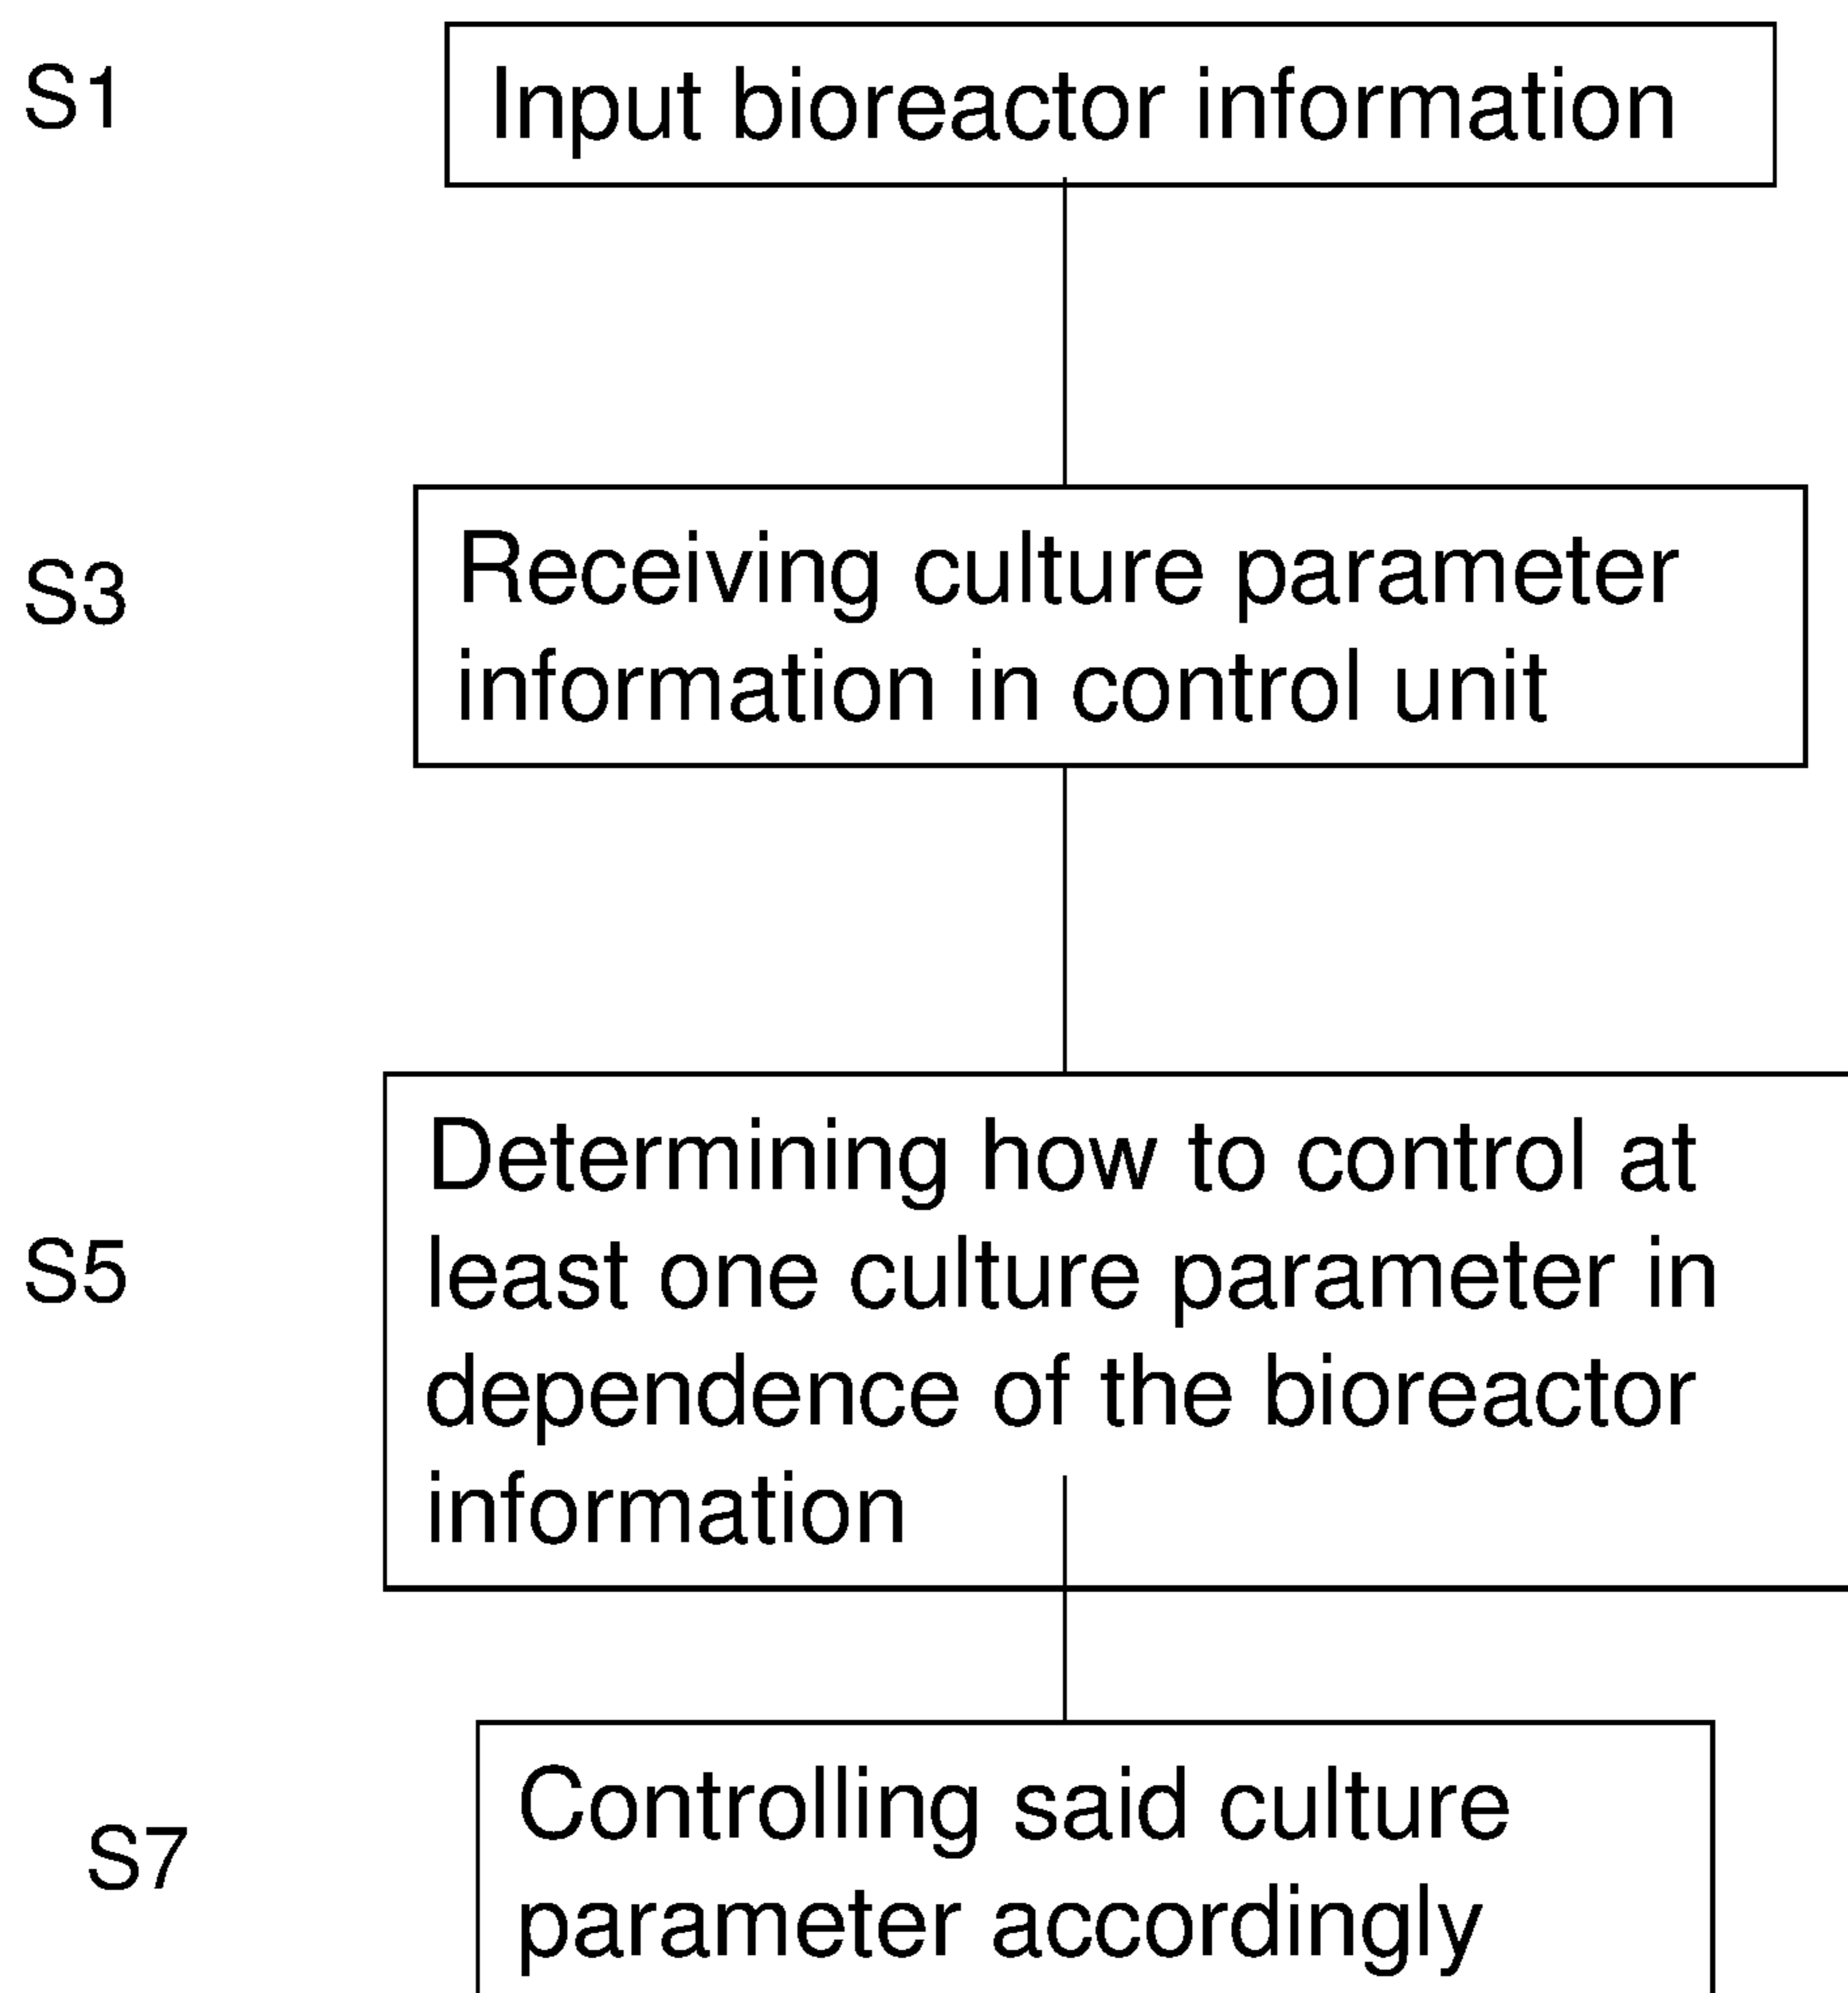 S1
Input bioreactor information
S3
Receiving culture parameter
information in control unit
S5
Determining how to control at
least one culture parameter in
dependence of the bioreactor
information
S7
Controlling said culture
parameter accordingly